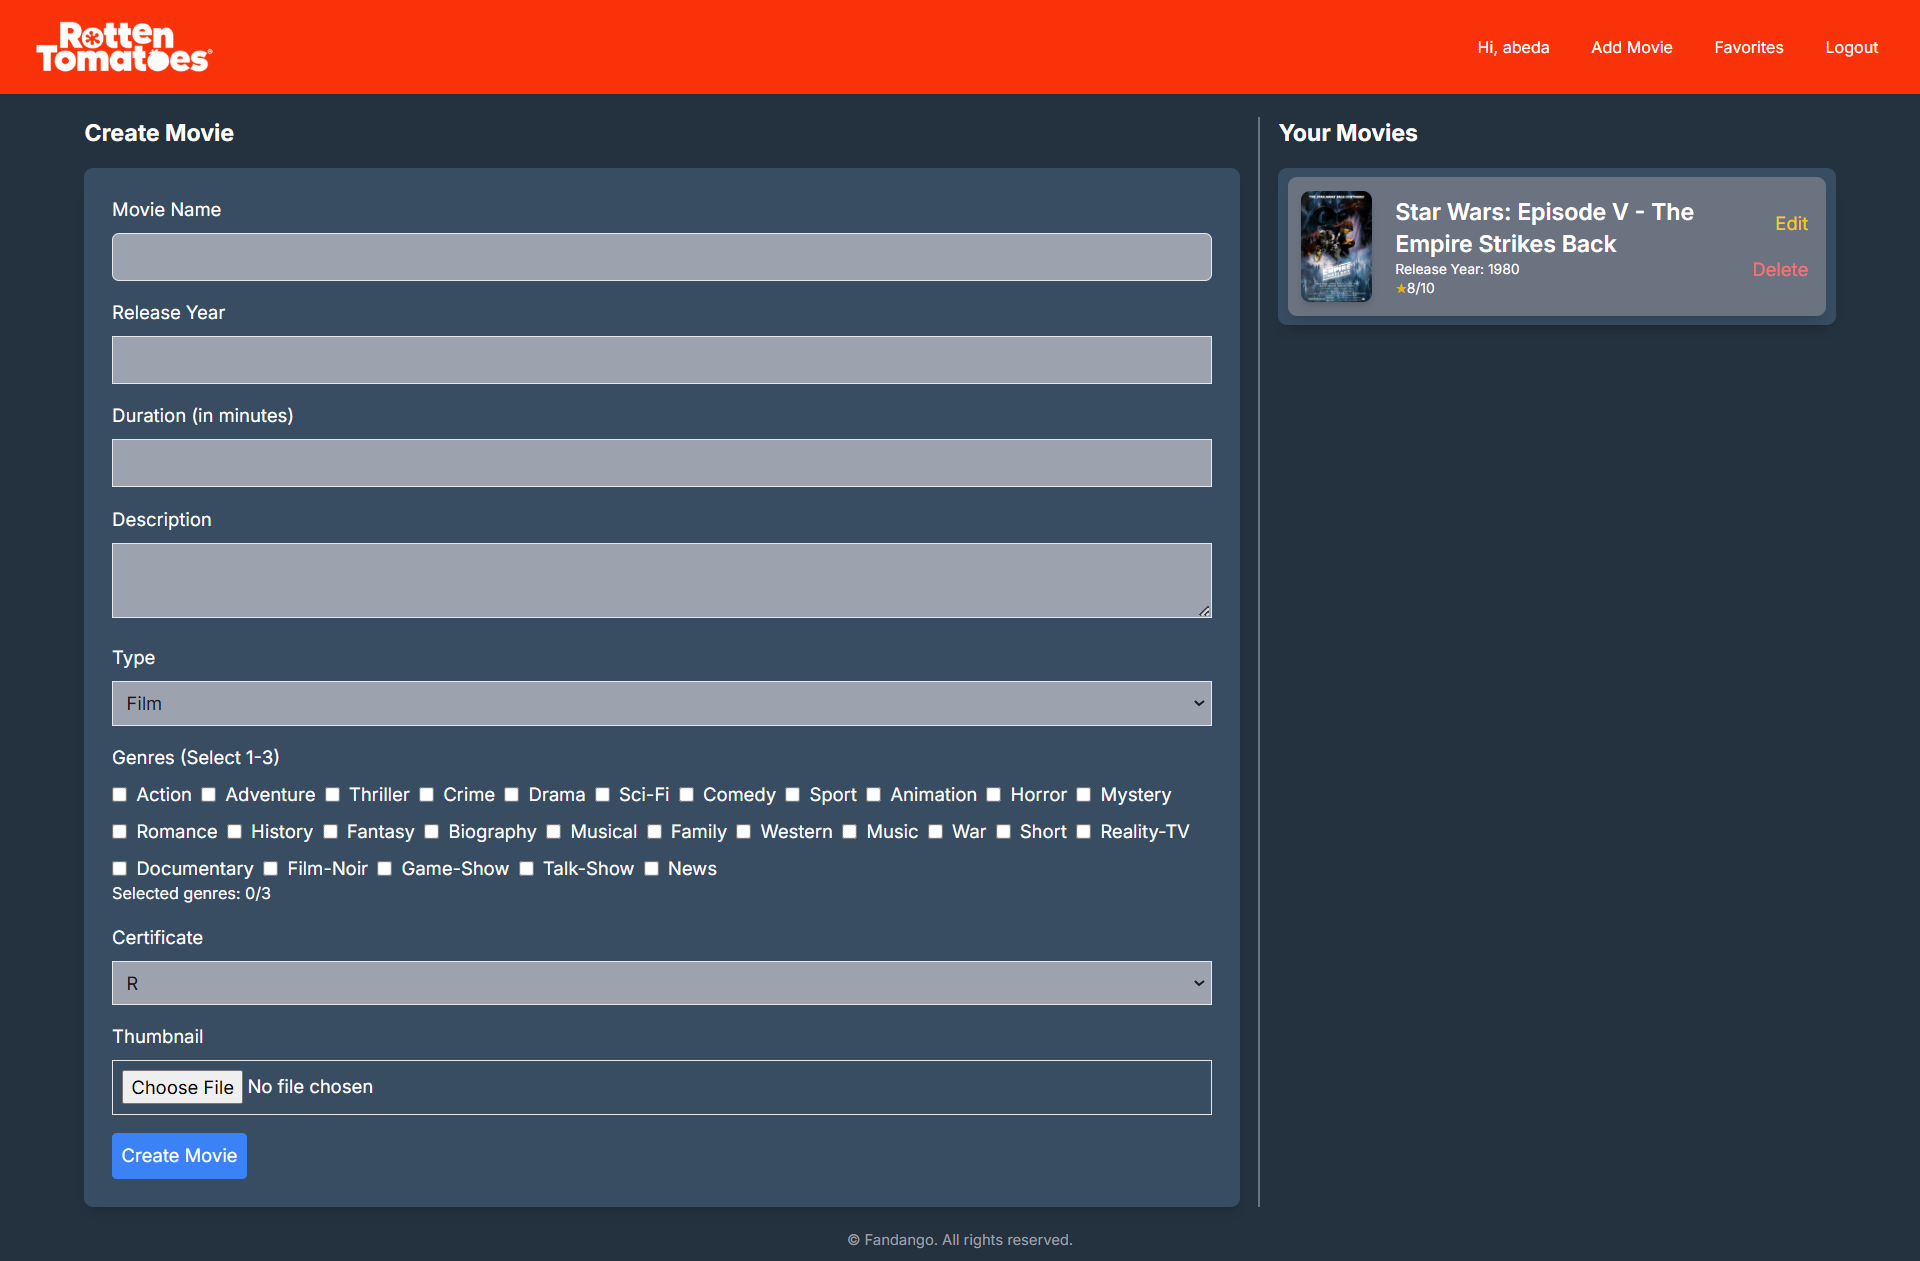 Rotten
Tomatoes®
Hi, abeda
Add Movie
Favorites
Logout
Create Movie
Movie Name
Release Year
Duration (in minutes)
Description
Type
Film
Genres (Select 1-3)
Action Adventure Thriller Crime Drama Sci-Fi Comedy Sport Animation Horror Mystery
Romance History Fantasy Biography Musical Family Western Music War Short Reality-TV
Documentary Film-Noir Game-Show Talk-Show News
Selected genres: 0/3
Certificate
R
Thumbnail
Choose File No file chosen
Create Movie
Your Movies
Star Wars: Episode V - The
Empire Strikes Back
Release Year: 1980
★8/10
Edit
Delete
© Fandango. All rights reserved.